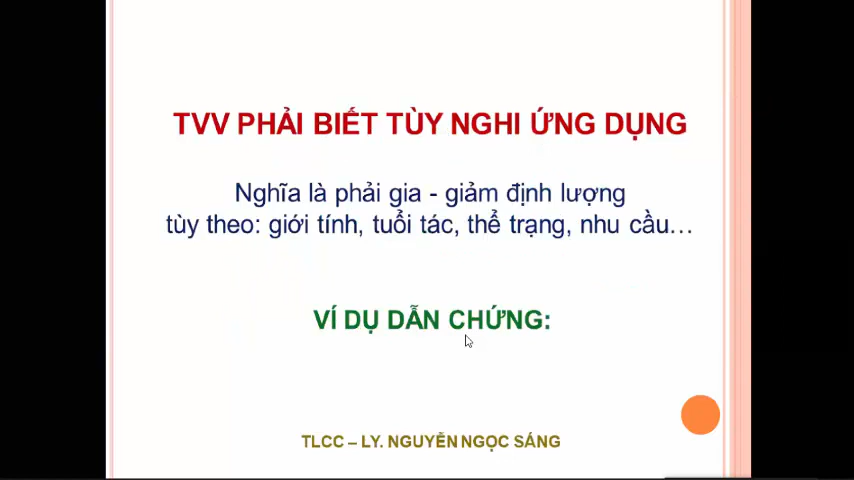 TVV PHẢI BIẾT TÙY NGHI ỨNG DỤNG
Nghĩa là phải gia - giảm định lượng
tùy theo: giới tính, tuổi tác, thể trạng, nhu cầu...
VÍ DỤ DẪN CHỨNG:
TLCC – LY. NGUYỄN NGỌC SÁNG